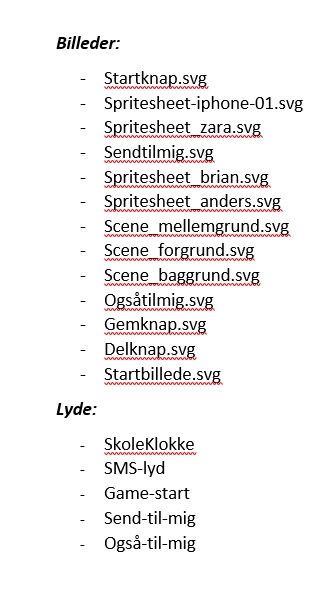 Billeder:
- Startknap.svg
- Spritesheet-iphone-01.svg
- Spritesheet_zara.svg
- Sendtilmig.svg
- Spritesheet_brian.svg
- Spritesheet_anders.svg
- Scene_mellemgrund.svg
- Scene_forgrund.svg
- Scene_baggrund.svg
- Ogsåtilmig.svg
- Gemknap.svg
- Delknap.svg
- Startbillede.svg
Lyde:
- SkoleKlokke
- SMS-lyd
- Game-start
- Send-til-mig
- Også-til-mig